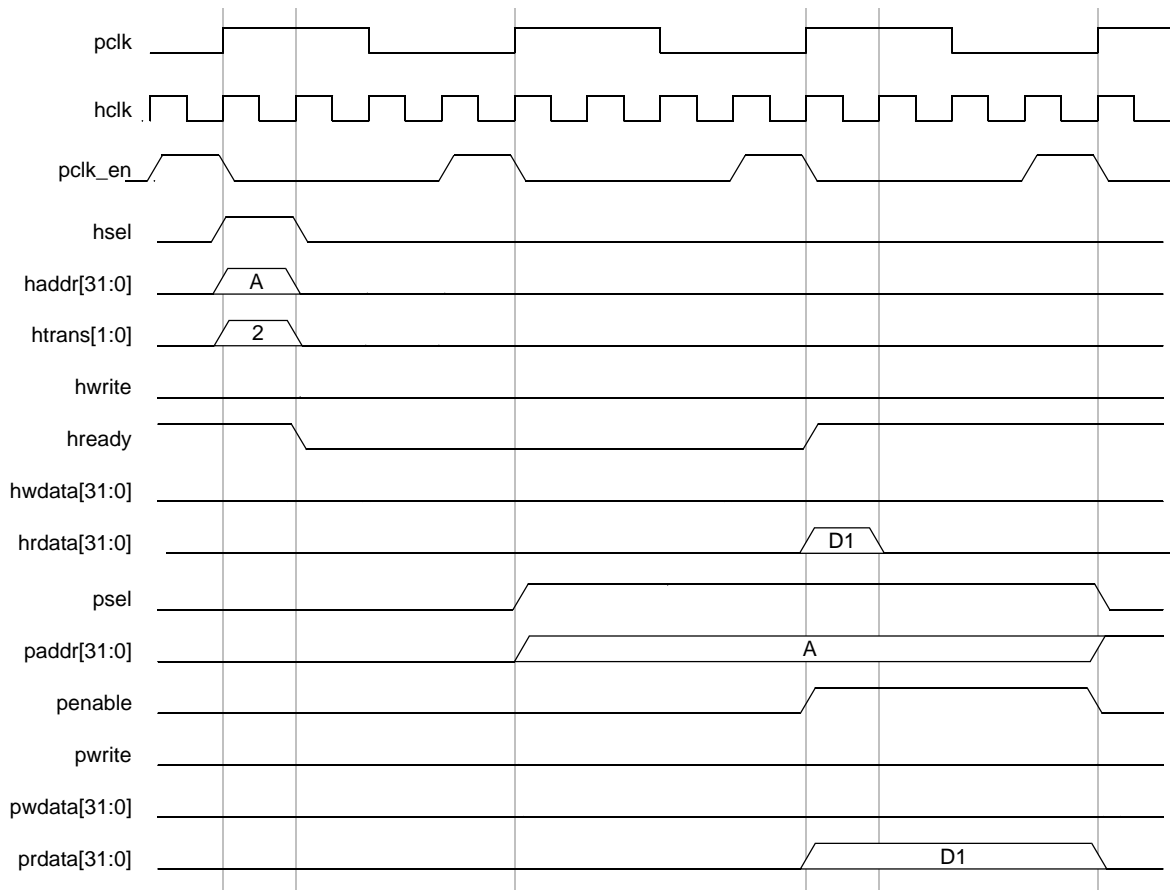 pclk
hclk
pclk_en
hsel
haddr[31:0] A
htrans[1:0] 2
hwrite
hready
hwdata[31:0]
hrdata[31:0] D1
psel
paddr[31:0] A
penable
pwrite
pwdata[31:0]
prdata[31:0] D1